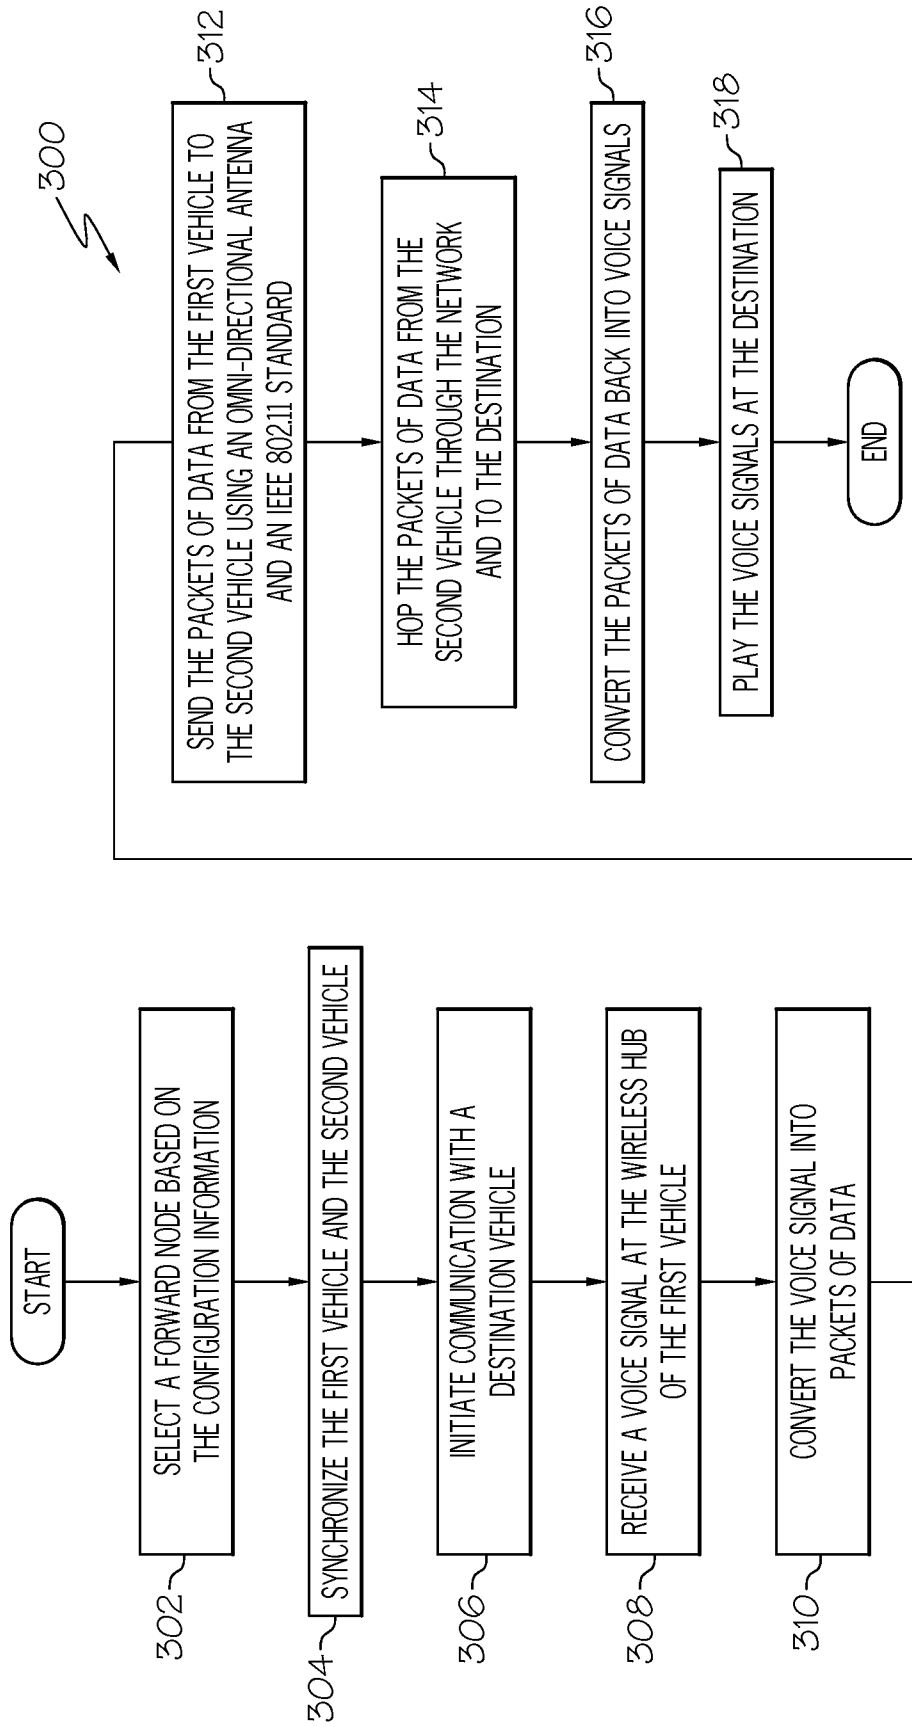 300
START
302
SELECT A FORWARD NODE BASED ON
THE CONFIGURATION INFORMATION
304
SYNCHRONIZE THE FIRST VEHICLE AND THE SECOND VEHICLE
306
INITIATE COMMUNICATION WITH A
DESTINATION VEHICLE
308
RECEIVE A VOICE SIGNAL AT THE WIRELESS HUB
OF THE FIRST VEHICLE
310
CONVERT THE VOICE SIGNAL INTO
PACKETS OF DATA
312
SEND THE PACKETS OF DATA FROM THE FIRST VEHICLE TO
THE SECOND VEHICLE USING AN OMNI-DIRECTIONAL ANTENNA
AND AN IEEE 802.11 STANDARD
314
HOP THE PACKETS OF DATA FROM THE
SECOND VEHICLE THROUGH THE NETWORK
AND TO THE DESTINATION
316
CONVERT THE PACKETS OF DATA BACK INTO VOICE SIGNALS
318
PLAY THE VOICE SIGNALS AT THE DESTINATION
END